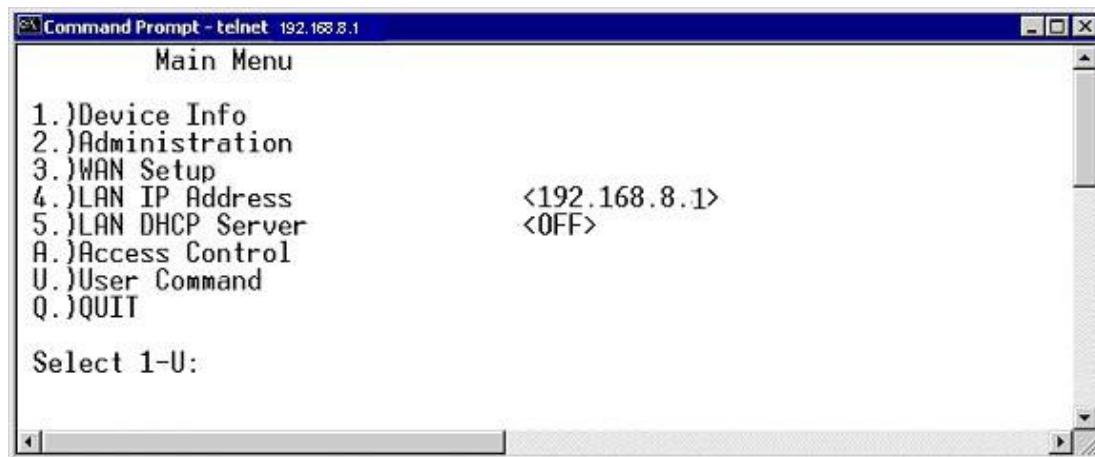 Command Prompt - telnet 192.168.8.1
Main Menu
1.)Device Info
2.)Administration
3.)WAN Setup
4.)LAN IP Address <192.168.8.1>
5.)LAN DHCP Server <OFF>
A.)Access Control
U.)User Command
Q.)QUIT
Select 1-U: